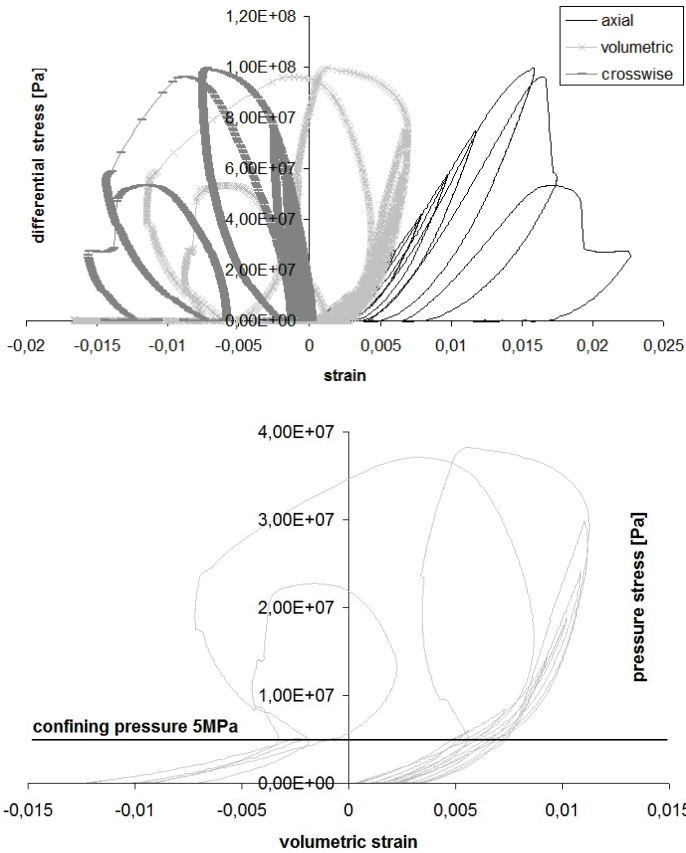 1,20E+08
1,00E+08
8,00E+07
6,00E+07
4,00E+07
2,00E+07
0,00E+00
differential stress [Pa]
axial
volumetric
crosswise
-0,02 -0,015 -0,01 -0,005 0 0,005 0,01 0,015 0,02 0,025
strain
4,00E+07
3,00E+07
2,00E+07
1,00E+07
0,00E+00
pressure stress [Pa]
confining pressure 5MPa
-0,015 -0,01 -0,005 0 0,005 0,01 0,015
volumetric strain